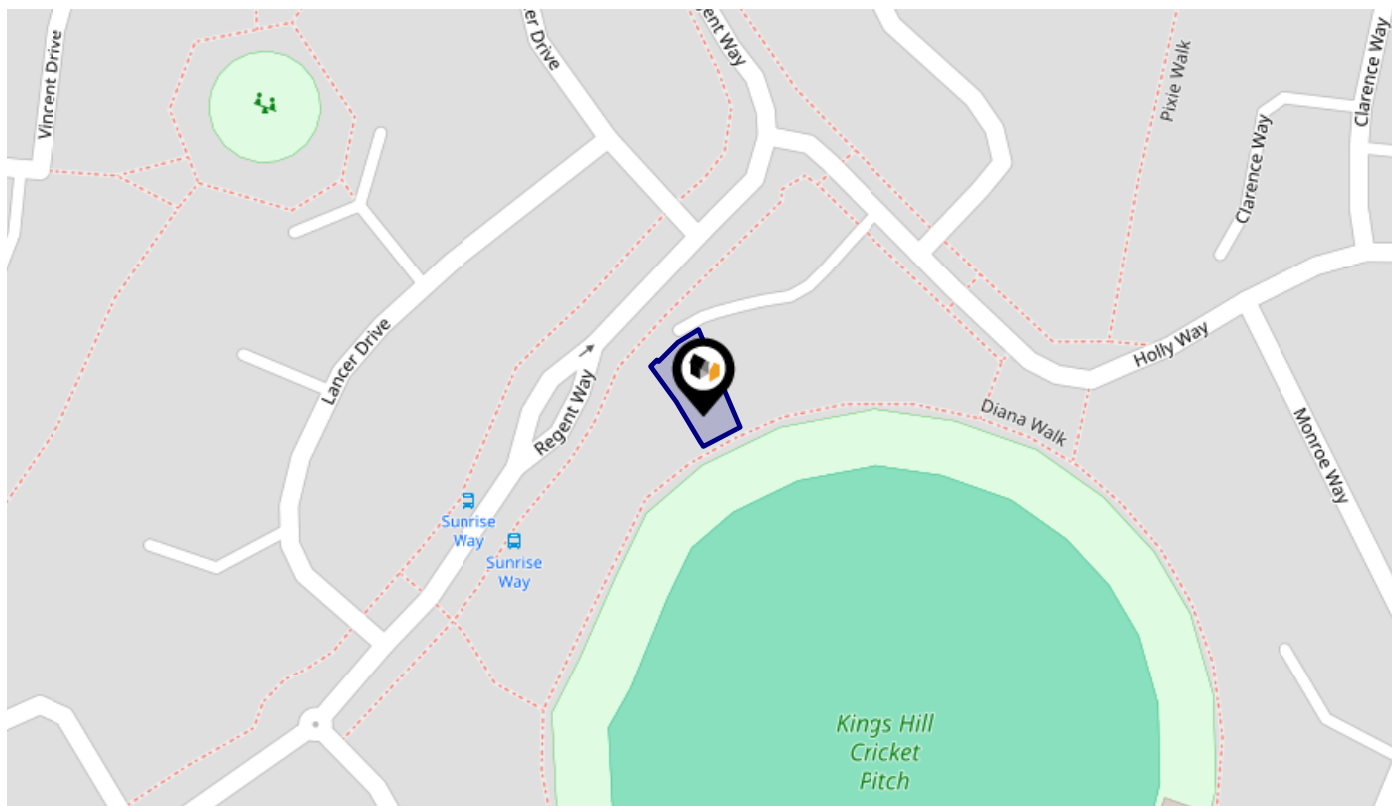 Vincent Drive
er Drive
ent Way
Pixie Walk
Clarence Way
Clarence Way
Lancer Drive
Regent Way
Holly Way
Diana Walk
Monroe Way
Sunrise
Way
Sunrise
Way
Kings Hill
Cricket
Pitch